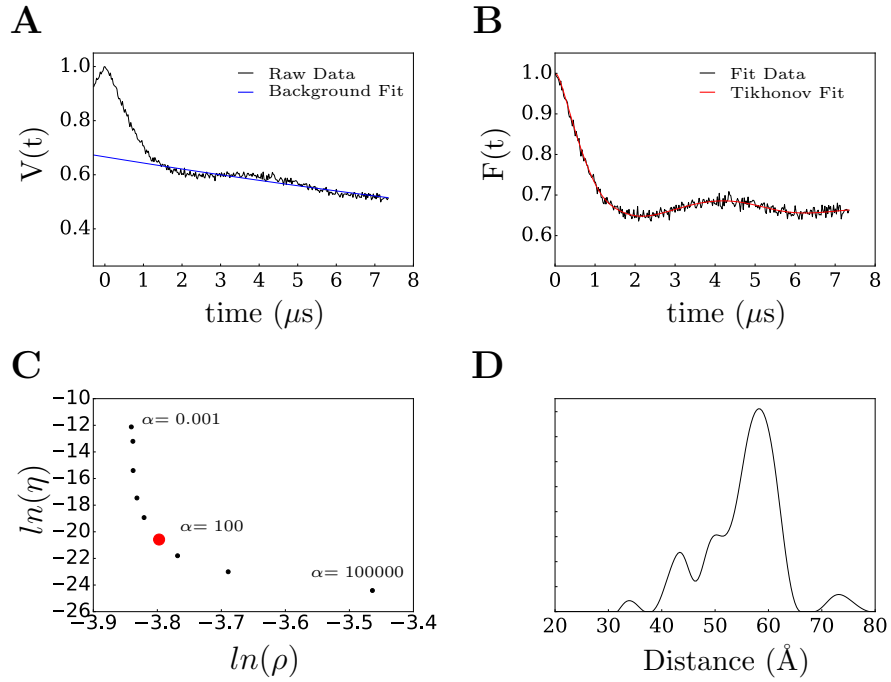 A
V(t)
1.0
0.8
0.6
0.4
Raw Data
Background Fit
0 1 2 3 4 5 6 7 8
time (μs)
B
F(t)
1.0
0.9
0.8
0.7
0.6
Fit Data
Tikhonov Fit
0 1 2 3 4 5 6 7 8
time (μs)
C
ln(η)
−10
−12
−14
−16
−18
−20
−22
−24
−26
α= 0.001
α= 100
α= 100000
−3.9 −3.8 −3.7 −3.6 −3.5 −3.4
ln(ρ)
D
20 30 40 50 60 70 80
Distance (Å)